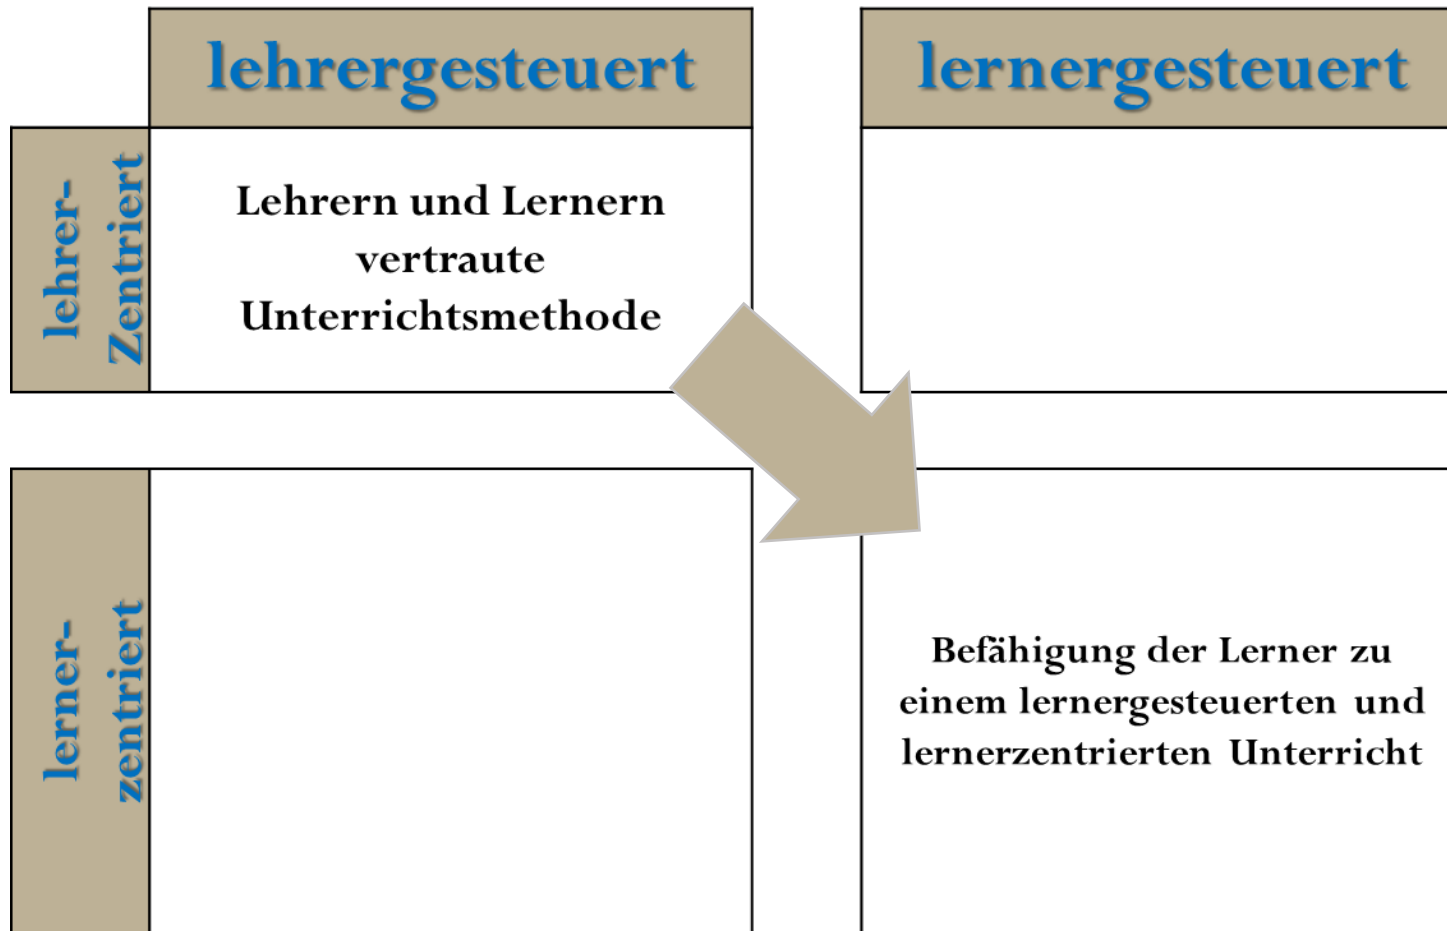 lehrergesteuert
lernergesteuert
lehrer-
Zentriert
Lehrern und Lernern
vertraute
Unterrichtsmethode
lerner-
zentriert
Befähigung der Lerner zu
einem lernergesteuerten und
lernerzentrierten Unterricht